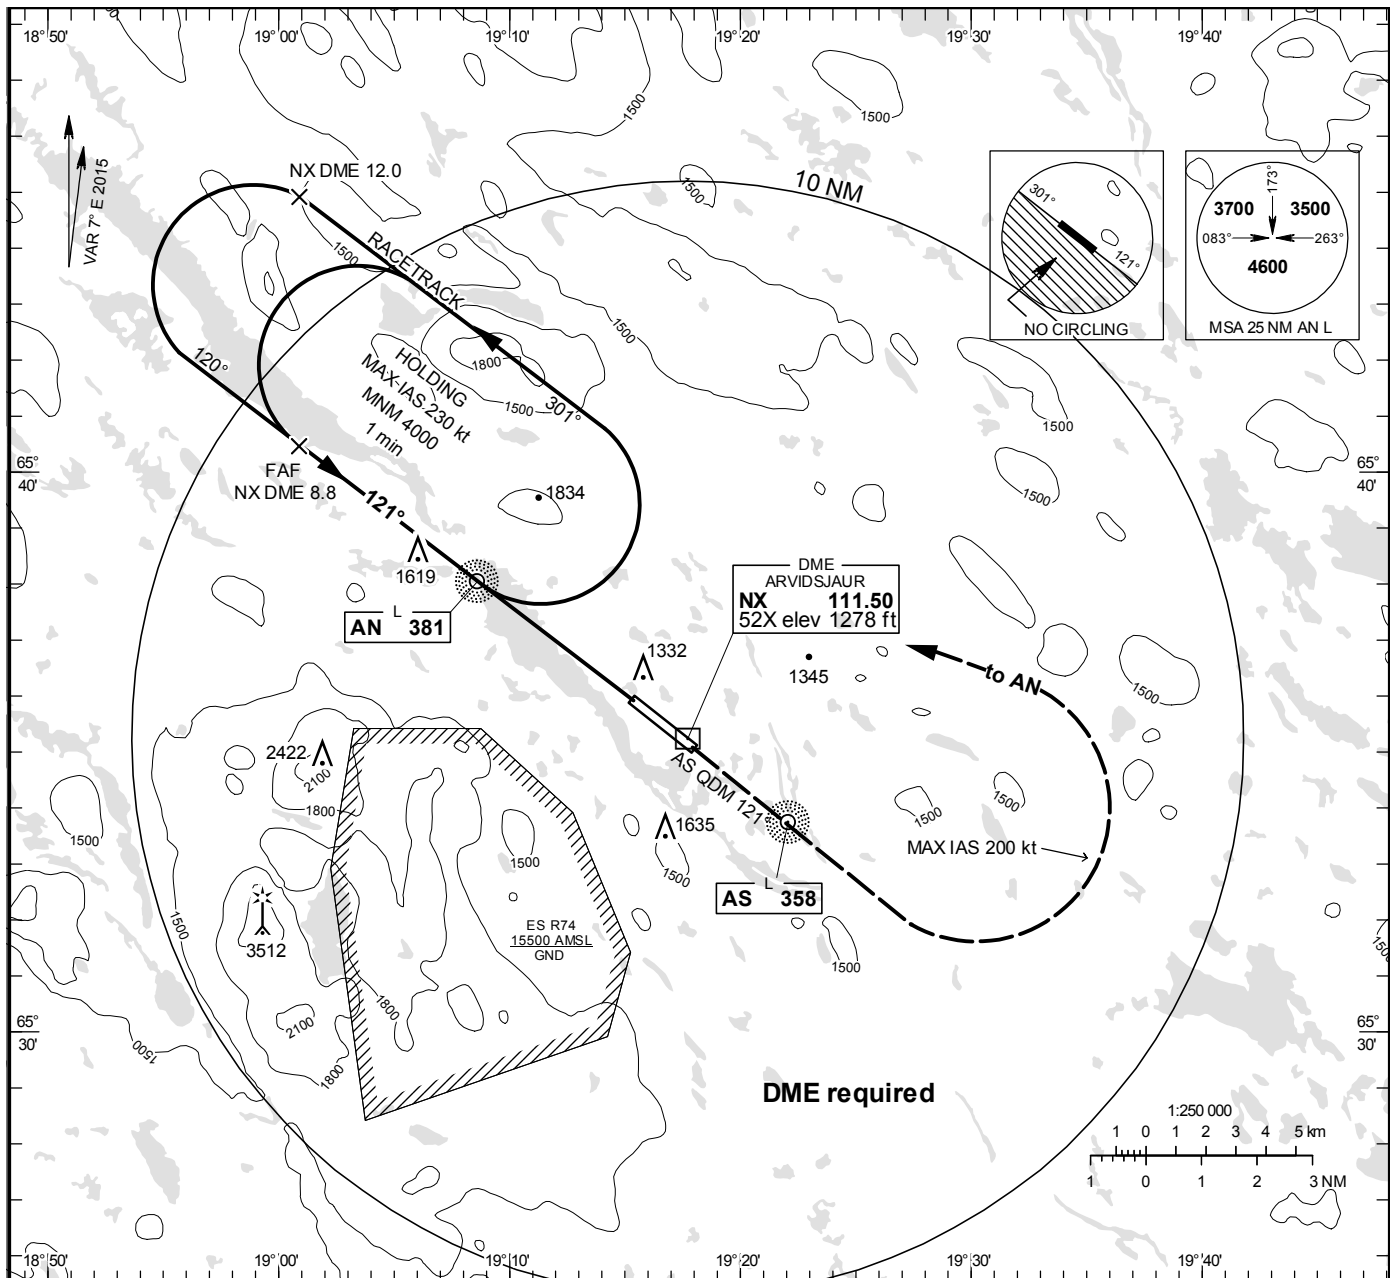 18° 50'
19° 00'
19° 10'
19° 20'
19° 30'
19° 40'
1500
1500
VAR 7° E 2015
NX DME 12.0
1500
10 NM
301°
121°
NO CIRCLING
173°
3700
3500
083°
263°
4600
MSA 25 NM AN L
RACETRACK
1500
1500
120°
HOLDING
MAX IAS 230 kt
MNM 4000
1 min
1800
1500
301°
1500
65°
40'
FAF
NX DME 8.8
121°
1834
1500
65°
40'
1619
L
AN 381
DME
ARVIDSJAUR
NX 111.50
52X elev 1278 ft
1332
1345
to AN
1500
2422
2100
1800
AS QDM 121°
1500
1635
1500
1500
1500
1500
MAX IAS 200 kt
L
AS 358
3512
1500
ES R74
15500 AMSL
GND
1500
1500
1800
2100
1500
1800
65°
30'
65°
30'
DME required
1:250 000
1 0 1 2 3 4 5 km
1 0 1 2 3 NM
18° 50'
19° 00'
19° 10'
19° 20'
19° 30'
19° 40'